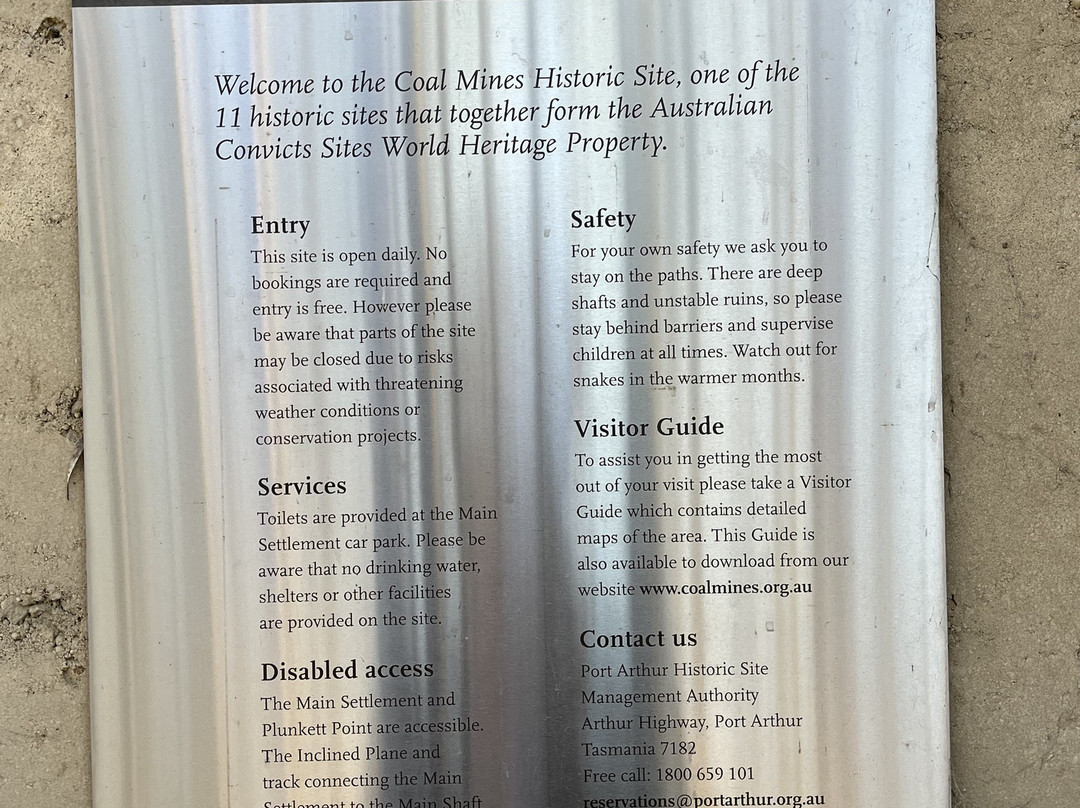 Welcome to the Coal Mines Historic Site, one of the
11 historic sites that together form the Australian
Convicts Sites World Heritage Property.
Entry
This site is open daily. No
bookings are required and
entry is free. However please
be aware that parts of the site
may be closed due to risks
associated with threatening
weather conditions or
conservation projects.
Services
Toilets are provided at the Main
Settlement car park. Please be
aware that no drinking water,
shelters or other facilities
are provided on the site.
Disabled access
The Main Settlement and
Plunkett Point are accessible.
The Inclined Plane and
track connecting the Main
Settlement to the Main Shaft
Safety
For your own safety we ask you to
stay on the paths. There are deep
shafts and unstable ruins, so please
stay behind barriers and supervise
children at all times. Watch out for
snakes in the warmer months.
Visitor Guide
To assist you in getting the most
out of your visit please take a Visitor
Guide which contains detailed
maps of the area. This Guide is
also available to download from our
website www.coalmines.org.au
Contact us
Port Arthur Historic Site
Management Authority
Arthur Highway, Port Arthur
Tasmania 7182
Free call: 1800 659 101
reservations@portarthur.org.au